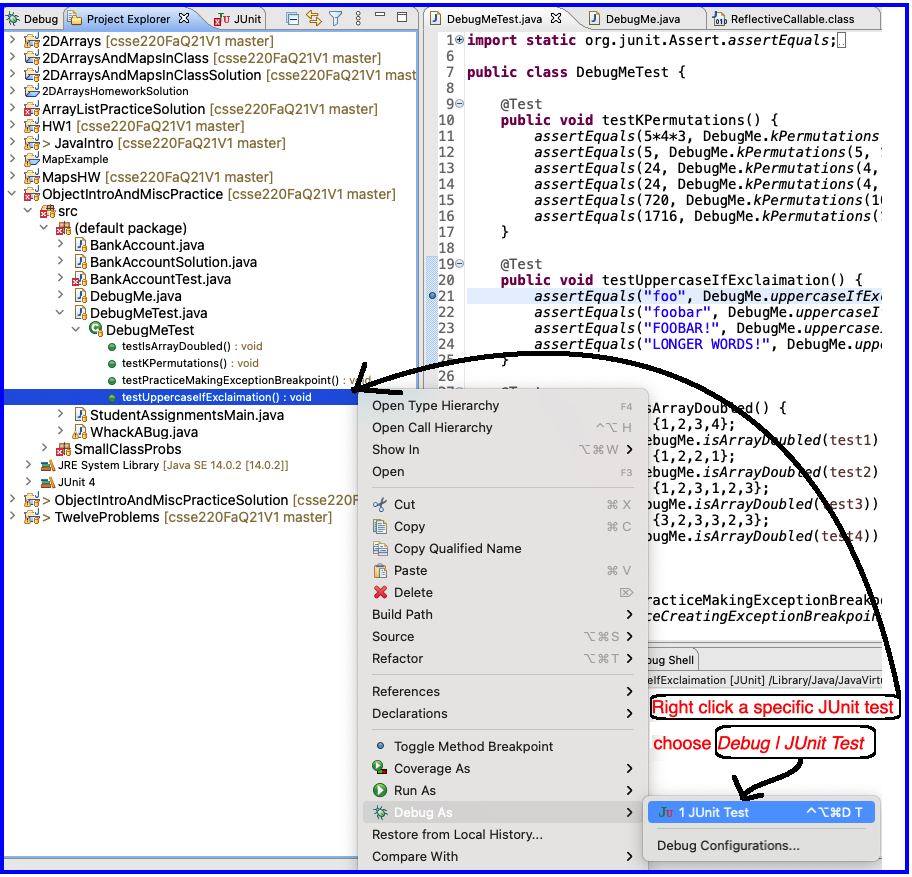 Debug Project Explorer JUnit
2DArrays [csse220FaQ21V1 master]
2DArraysAndMapsInClass [csse220FaQ21V1 master]
2DArraysAndMapsInClassSolution [csse220FaQ21V1 mast
2DArraysHomeworkSolution
ArrayListPracticeSolution [csse220FaQ21V1 master]
HW1 [csse220FaQ21V1 master]
> JavaIntro [csse220FaQ21V1 master]
MapExample
MapsHW [csse220FaQ21V1 master]
ObjectIntroAndMiscPractice [csse220FaQ21V1 master]
src
(default package)
BankAccount.java
BankAccountSolution.java
BankAccountTest.java
DebugMe.java
DebugMeTest.java
DebugMeTest
testIsArrayDoubled() : void
testKPermutations() : void
testPracticeMakingExceptionBreakpoint() : void
testUppercaseIfExclaimation() : void
StudentAssignmentsMain.java
WhackABug.java
SmallClassProbs
JRE System Library [Java SE 14.0.2 [14.0.2]]
JUnit 4
> ObjectIntroAndMiscPracticeSolution [csse220F
> TwelveProblems [csse220FaQ21V1 master]
DebugMeTest.java DebugMe.java ReflectiveCallable.class
1 import static org.junit.Assert.assertEquals;
6
7 public class DebugMeTest {
8
9 @Test
10 public void testKPermutations() {
11 assertEquals(5*4*3, DebugMe.kPermutations
12 assertEquals(5, DebugMe.kPermutations(5,
13 assertEquals(24, DebugMe.kPermutations(4,
14 assertEquals(24, DebugMe.kPermutations(4,
15 assertEquals(720, DebugMe.kPermutations(1
16 assertEquals(1716, DebugMe.kPermutations(
17 }
18
19 @Test
20 public void testUppercaseIfExclaimation() {
21 assertEquals("foo", DebugMe.uppercaseIfEx
22 assertEquals("foobar", DebugMe.uppercaseI
23 assertEquals("FOOBAR!", DebugMe.uppercase
24 assertEquals("LONGER WORDS!", DebugMe.upp
25 }
26
sArrayDoubled() {
{1,2,3,4};
ebugMe.isArrayDoubled(test1)
{1,2,2,1};
ebugMe.isArrayDoubled(test2)
{1,2,3,1,2,3};
bugMe.isArrayDoubled(test3))
{3,2,3,3,2,3};
bugMe.isArrayDoubled(test4))
racticeMakingExceptionBreakp
ceCreatingExceptionBreakpoin
Open Type Hierarchy F4
Open Call Hierarchy ^⌥ H
Show In ⌥⌘W >
Open F3
Cut ⌘ X
Copy ⌘ C
Copy Qualified Name
Paste ⌘ V
Delete ⌦
Build Path >
Source ⌥⌘S >
Refactor ⌥⌘T >
References >
Declarations >
Toggle Method Breakpoint
Coverage As >
Run As >
Debug As >
Restore from Local History...
Compare With >
bug Shell
eIfExclaimation [JUnit] /Library/Java/JavaVirtu
Right click a specific JUnit test
choose Debug | JUnit Test
JU 1 JUnit Test ^⌥⌘D T
Debug Configurations...